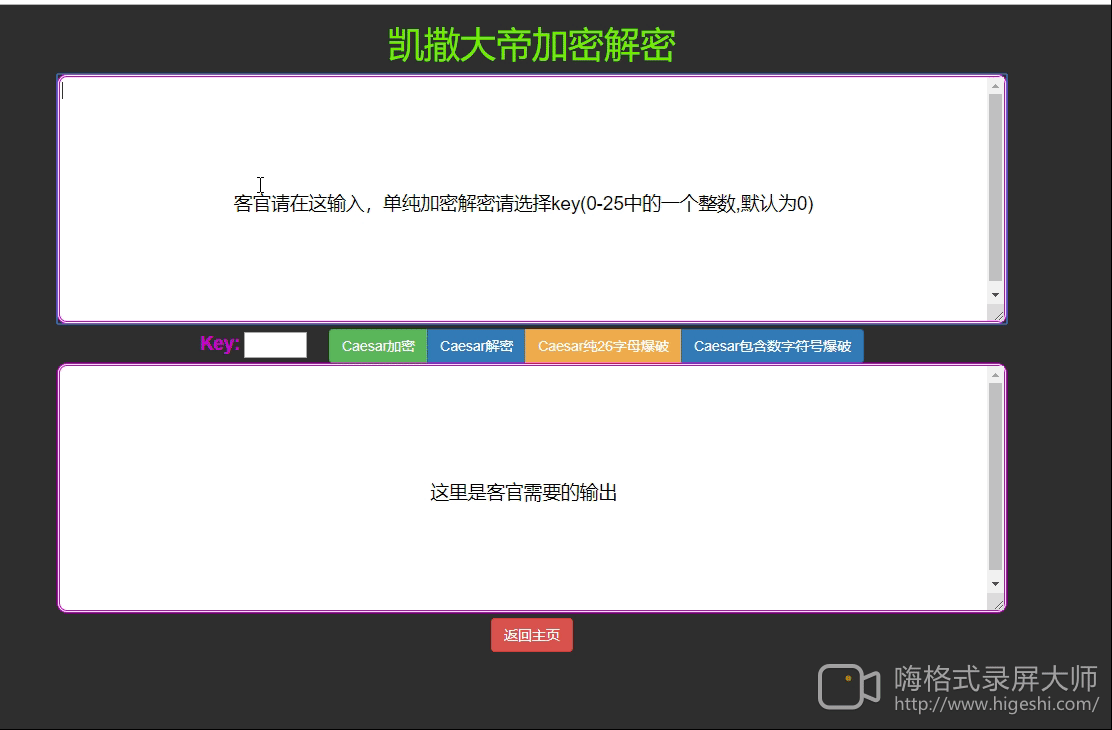 凯撒大帝加密解密
客官请在这输入，单纯加密解密请选择key(0-25中的一个整数,默认为0)
Key: Caesar加密 Caesar解密 Caesar纯26字母爆破 Caesar包含数字符号爆破
这里是客官需要的输出
返回主页
嗨格式录屏大师
http://www.higeshi.com/